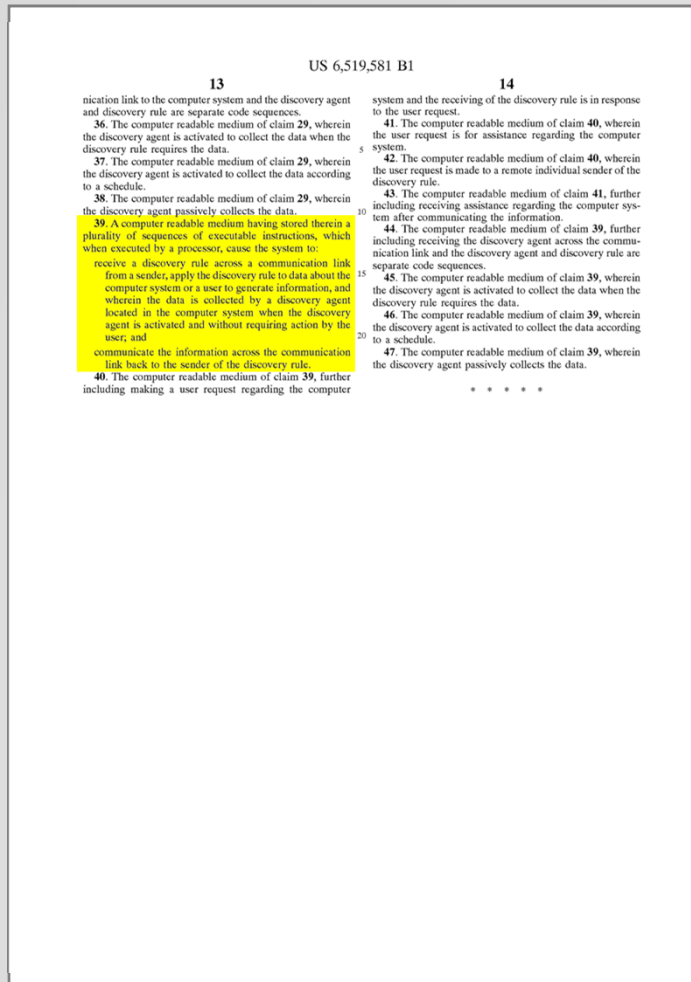 US 6,519,581 B1
13
nication link to the computer system and the discovery agent
and discovery rule are separate code sequences.
36. The computer readable medium of claim 29, wherein
the discovery agent is activated to collect the data when the
discovery rule requires the data.
37. The computer readable medium of claim 29, wherein
the discovery agent is activated to collect the data according
to a schedule.
38. The computer readable medium of claim 29, wherein
the discovery agent passively collects the data.
39. A computer readable medium having stored therein a
plurality of sequences of executable instructions, which
when executed by a processor, cause the system to:
receive a discovery rule across a communication link
from a sender, apply the discovery rule to data about the
computer system or a user to generate information, and
wherein the data is collected by a discovery agent
located in the computer system when the discovery
agent is activated and without requiring action by the
user; and
communicate the information across the communication
link back to the sender of the discovery rule.
40. The computer readable medium of claim 39, further
including making a user request regarding the computer
5
10
15
20
14
system and the receiving of the discovery rule is in response
to the user request.
41. The computer readable medium of claim 40, wherein
the user request is for assistance regarding the computer
system.
42. The computer readable medium of claim 40, wherein
the user request is made to a remote individual sender of the
discovery rule.
43. The computer readable medium of claim 41, further
including receiving assistance regarding the computer sys-
tem after communicating the information.
44. The computer readable medium of claim 39, further
including receiving the discovery agent across the commu-
nication link and the discovery agent and discovery rule are
separate code sequences.
45. The computer readable medium of claim 39, wherein
the discovery agent is activated to collect the data when the
discovery rule requires the data.
46. The computer readable medium of claim 39, wherein
the discovery agent is activated to collect the data according
to a schedule.
47. The computer readable medium of claim 39, wherein
the discovery agent passively collects the data.
* * * * *